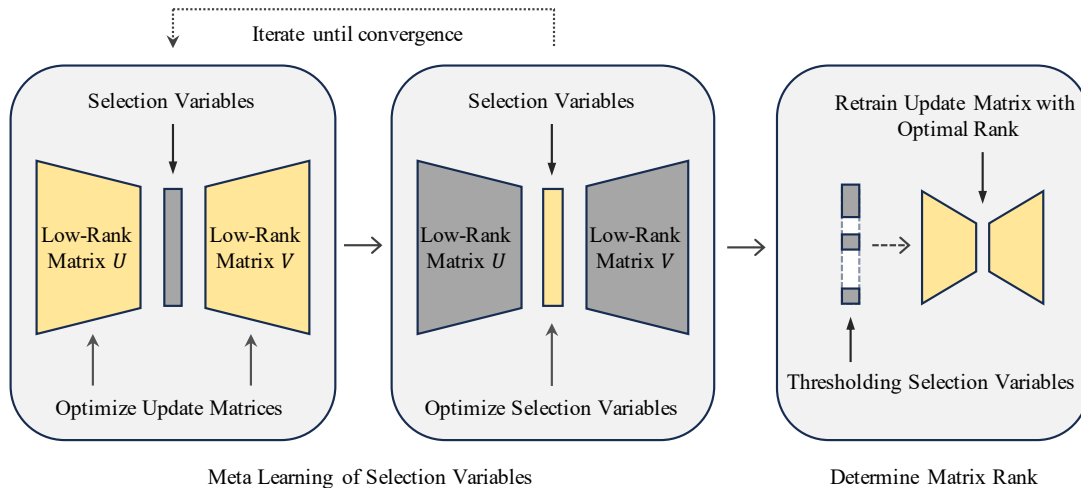 Iterate until convergence
Selection Variables
Low-Rank
Matrix U
Low-Rank
Matrix V
Optimize Update Matrices
Selection Variables
Low-Rank
Matrix U
Low-Rank
Matrix V
Optimize Selection Variables
Meta Learning of Selection Variables
Retrain Update Matrix with
Optimal Rank
Thresholding Selection Variables
Determine Matrix Rank